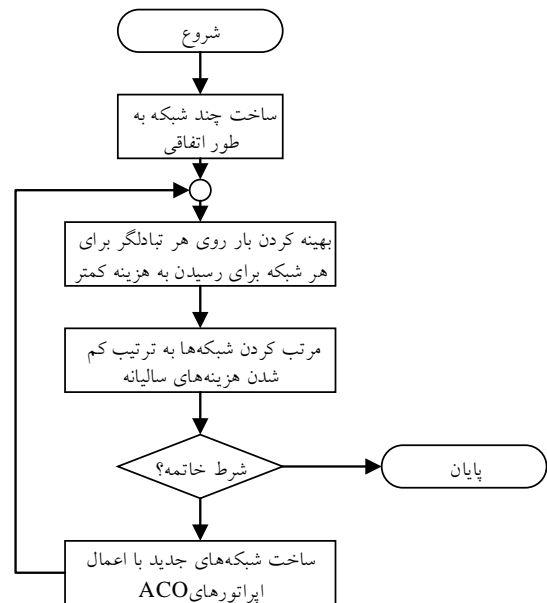 شروع
ساخت چند شبکه به
طور اتفاقی
بهینه کردن بار روی هر تبادلگر برای
هر شبکه برای رسیدن به هزینه کمتر
مرتب کردن شبکه‌ها به ترتیب کم
شدن هزینه‌های سالیانه
شرط خاتمه؟
پایان
ساخت شبکه‌های جدید با اعمال
اپراتورهایACO